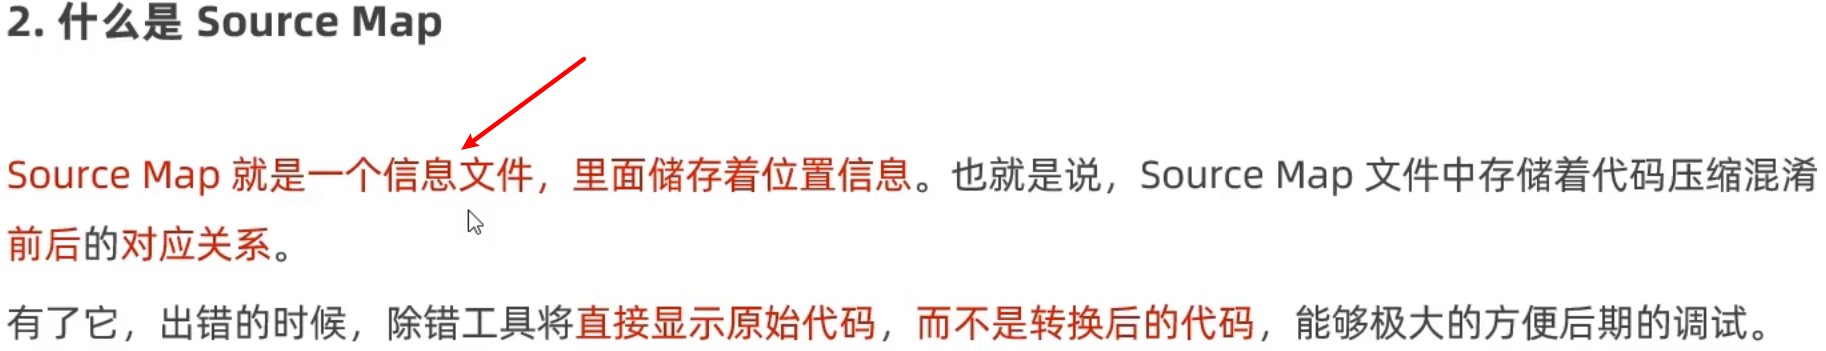 2. 什么是 Source Map
Source Map 就是一个信息文件，里面储存着位置信息。也就是说，Source Map 文件中存储着代码压缩混淆
前后的对应关系。
有了它，出错的时候，除错工具将直接显示原始代码，而不是转换后的代码，能够极大的方便后期的调试。